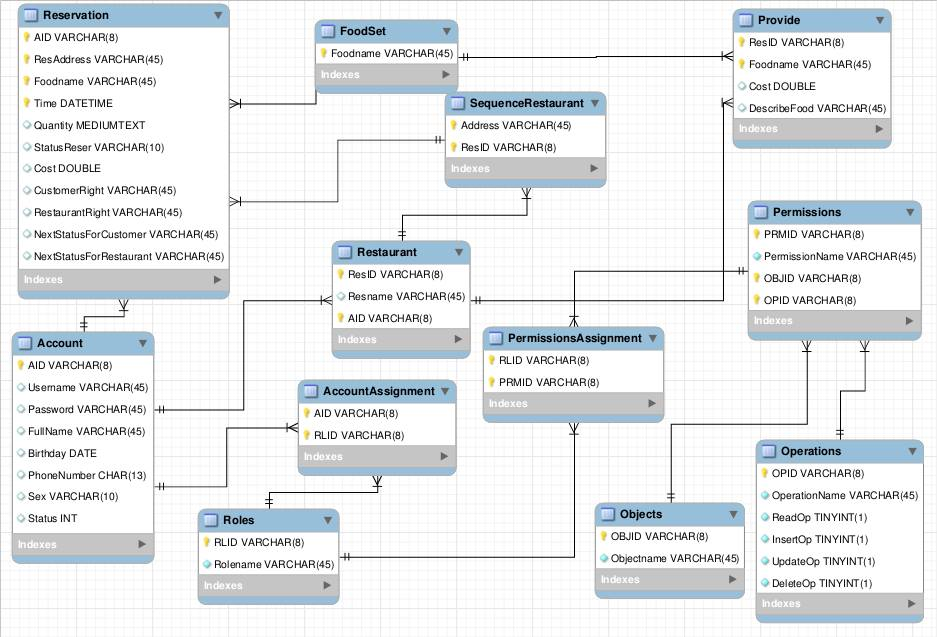 Reservation
AID VARCHAR(8)
ResAddress VARCHAR(45)
Foodname VARCHAR(45)
Time DATETIME
Quantity MEDIUMTEXT
StatusReser VARCHAR(10)
Cost DOUBLE
CustomerRight VARCHAR(45)
RestaurantRight VARCHAR(45)
NextStatusForCustomer VARCHAR(45)
NextStatusForRestaurant VARCHAR(45)
Indexes
FoodSet
Foodname VARCHAR(45)
Indexes
Provide
ResID VARCHAR(8)
Foodname VARCHAR(45)
Cost DOUBLE
DescribeFood VARCHAR(45)
Indexes
SequenceRestaurant
Address VARCHAR(45)
ResID VARCHAR(8)
Indexes
Restaurant
ResID VARCHAR(8)
Resname VARCHAR(45)
AID VARCHAR(8)
Indexes
Permissions
PRMID VARCHAR(8)
PermissionName VARCHAR(45)
OBJID VARCHAR(8)
OPID VARCHAR(8)
Indexes
Account
AID VARCHAR(8)
Username VARCHAR(45)
Password VARCHAR(45)
FullName VARCHAR(45)
Birthday DATE
PhoneNumber CHAR(13)
Sex VARCHAR(10)
Status INT
Indexes
PermissionsAssignment
RLID VARCHAR(8)
PRMID VARCHAR(8)
Indexes
AccountAssignment
AID VARCHAR(8)
RLID VARCHAR(8)
Indexes
Roles
RLID VARCHAR(8)
Rolename VARCHAR(45)
Indexes
Objects
OBJID VARCHAR(8)
Objectname VARCHAR(45)
Indexes
Operations
OPID VARCHAR(8)
OperationName VARCHAR(45)
ReadOp TINYINT(1)
InsertOp TINYINT(1)
UpdateOp TINYINT(1)
DeleteOp TINYINT(1)
Indexes